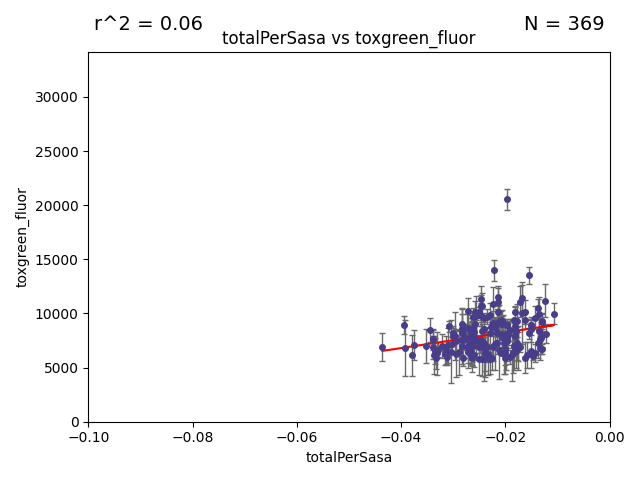 r^2 = 0.06
N = 369
totalPerSasa vs toxgreen_fluor
30000
25000
20000
15000
10000
5000
0
toxgreen_fluor
−0.10
−0.08
−0.06
−0.04
−0.02
0.00
totalPerSasa